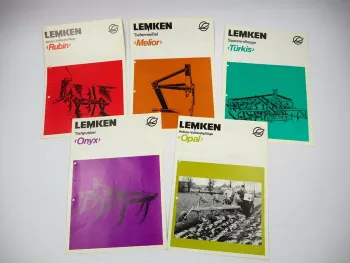 LEMKEN
‹Rubin›
LEMKEN
Tiefenmeißel
‹Melior›
LEMKEN
‹Türkis›
LEMKEN
Tiefgrubber
‹Onyx›
LEMKEN
‹Opal›